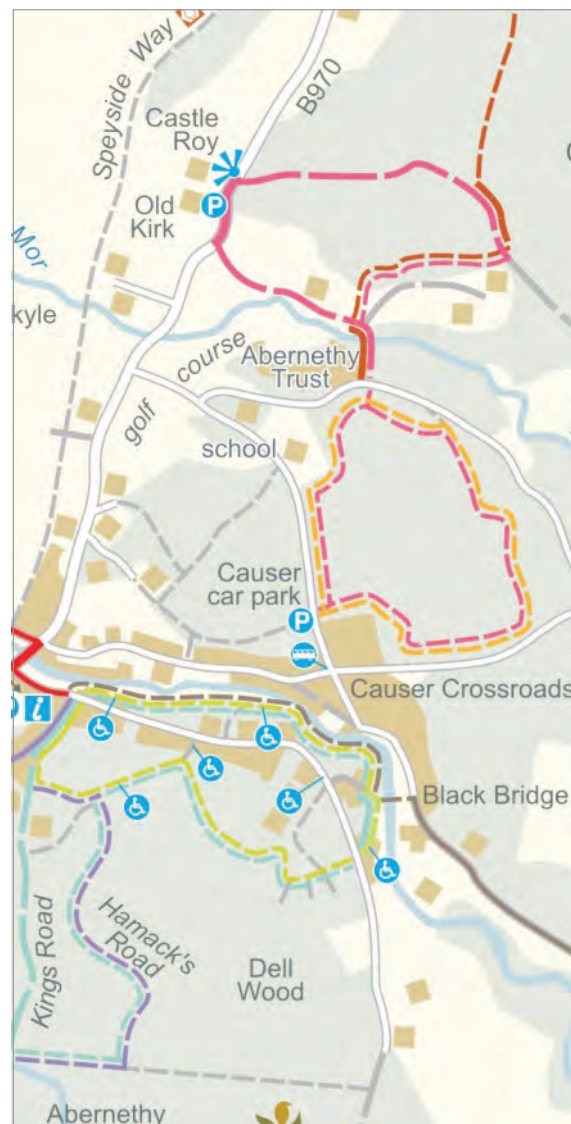 Speyside Way
B970
Castle
Roy
P
Old
Kirk
Mor
kyle
golf course
Abernethy
Trust
school
Causer
car park
P
Causer Crossroads
i
Black Bridge
Kings Road
Hamack's
Road
Dell
Wood
Abernethy